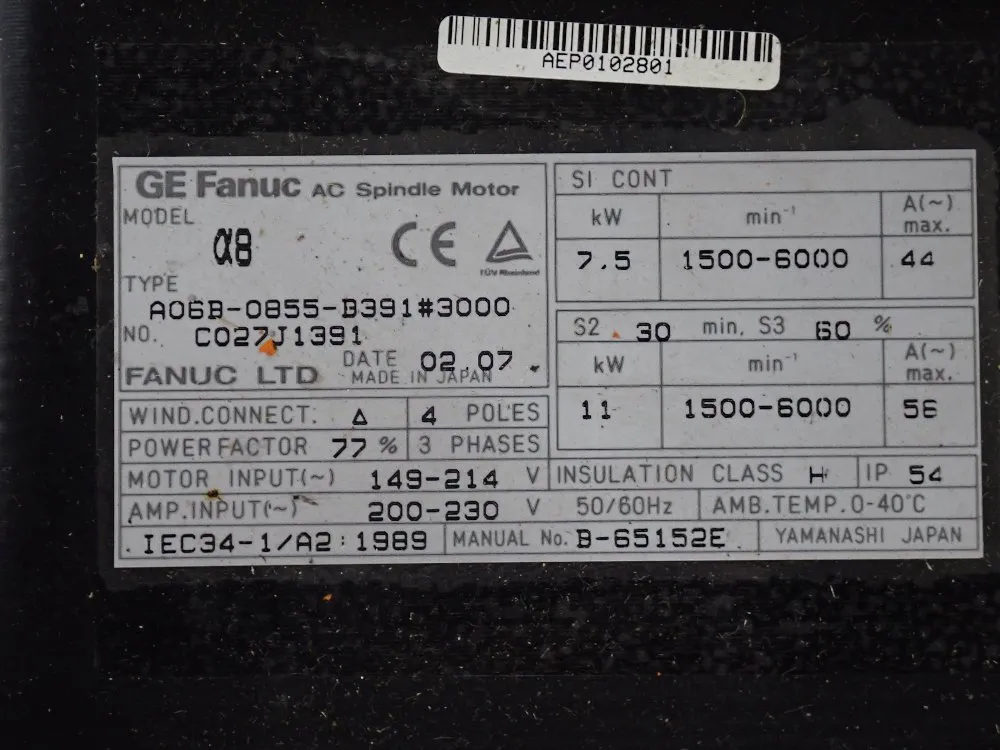 AEP0102801
GE Fanuc AC Spindle Motor
MODEL
α8
CE
TÜV Rheinland
TYPE
A06B-0855-B391#3000
NO. C027J1391
DATE 02.07
FANUC LTD MADE IN JAPAN
SI CONT
kW min⁻¹ A(~) max.
7.5 1500-6000 44
S2 30 min. S3 60 %
kW min⁻¹ A(~) max.
11 1500-6000 56
WIND.CONNECT. △ 4 POLES
POWER FACTOR 77 % 3 PHASES
MOTOR INPUT(~) 149-214 V INSULATION CLASS H IP 54
AMP.INPUT(~) 200-230 V 50/60Hz AMB.TEMP.0-40℃
IEC34-1/A2:1989 MANUAL No. B-65152E YAMANASHI JAPAN